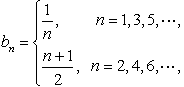 b_n = { 1/n, n = 1,3,5,⋯,
(n+1)/2, n = 2,4,6,⋯,